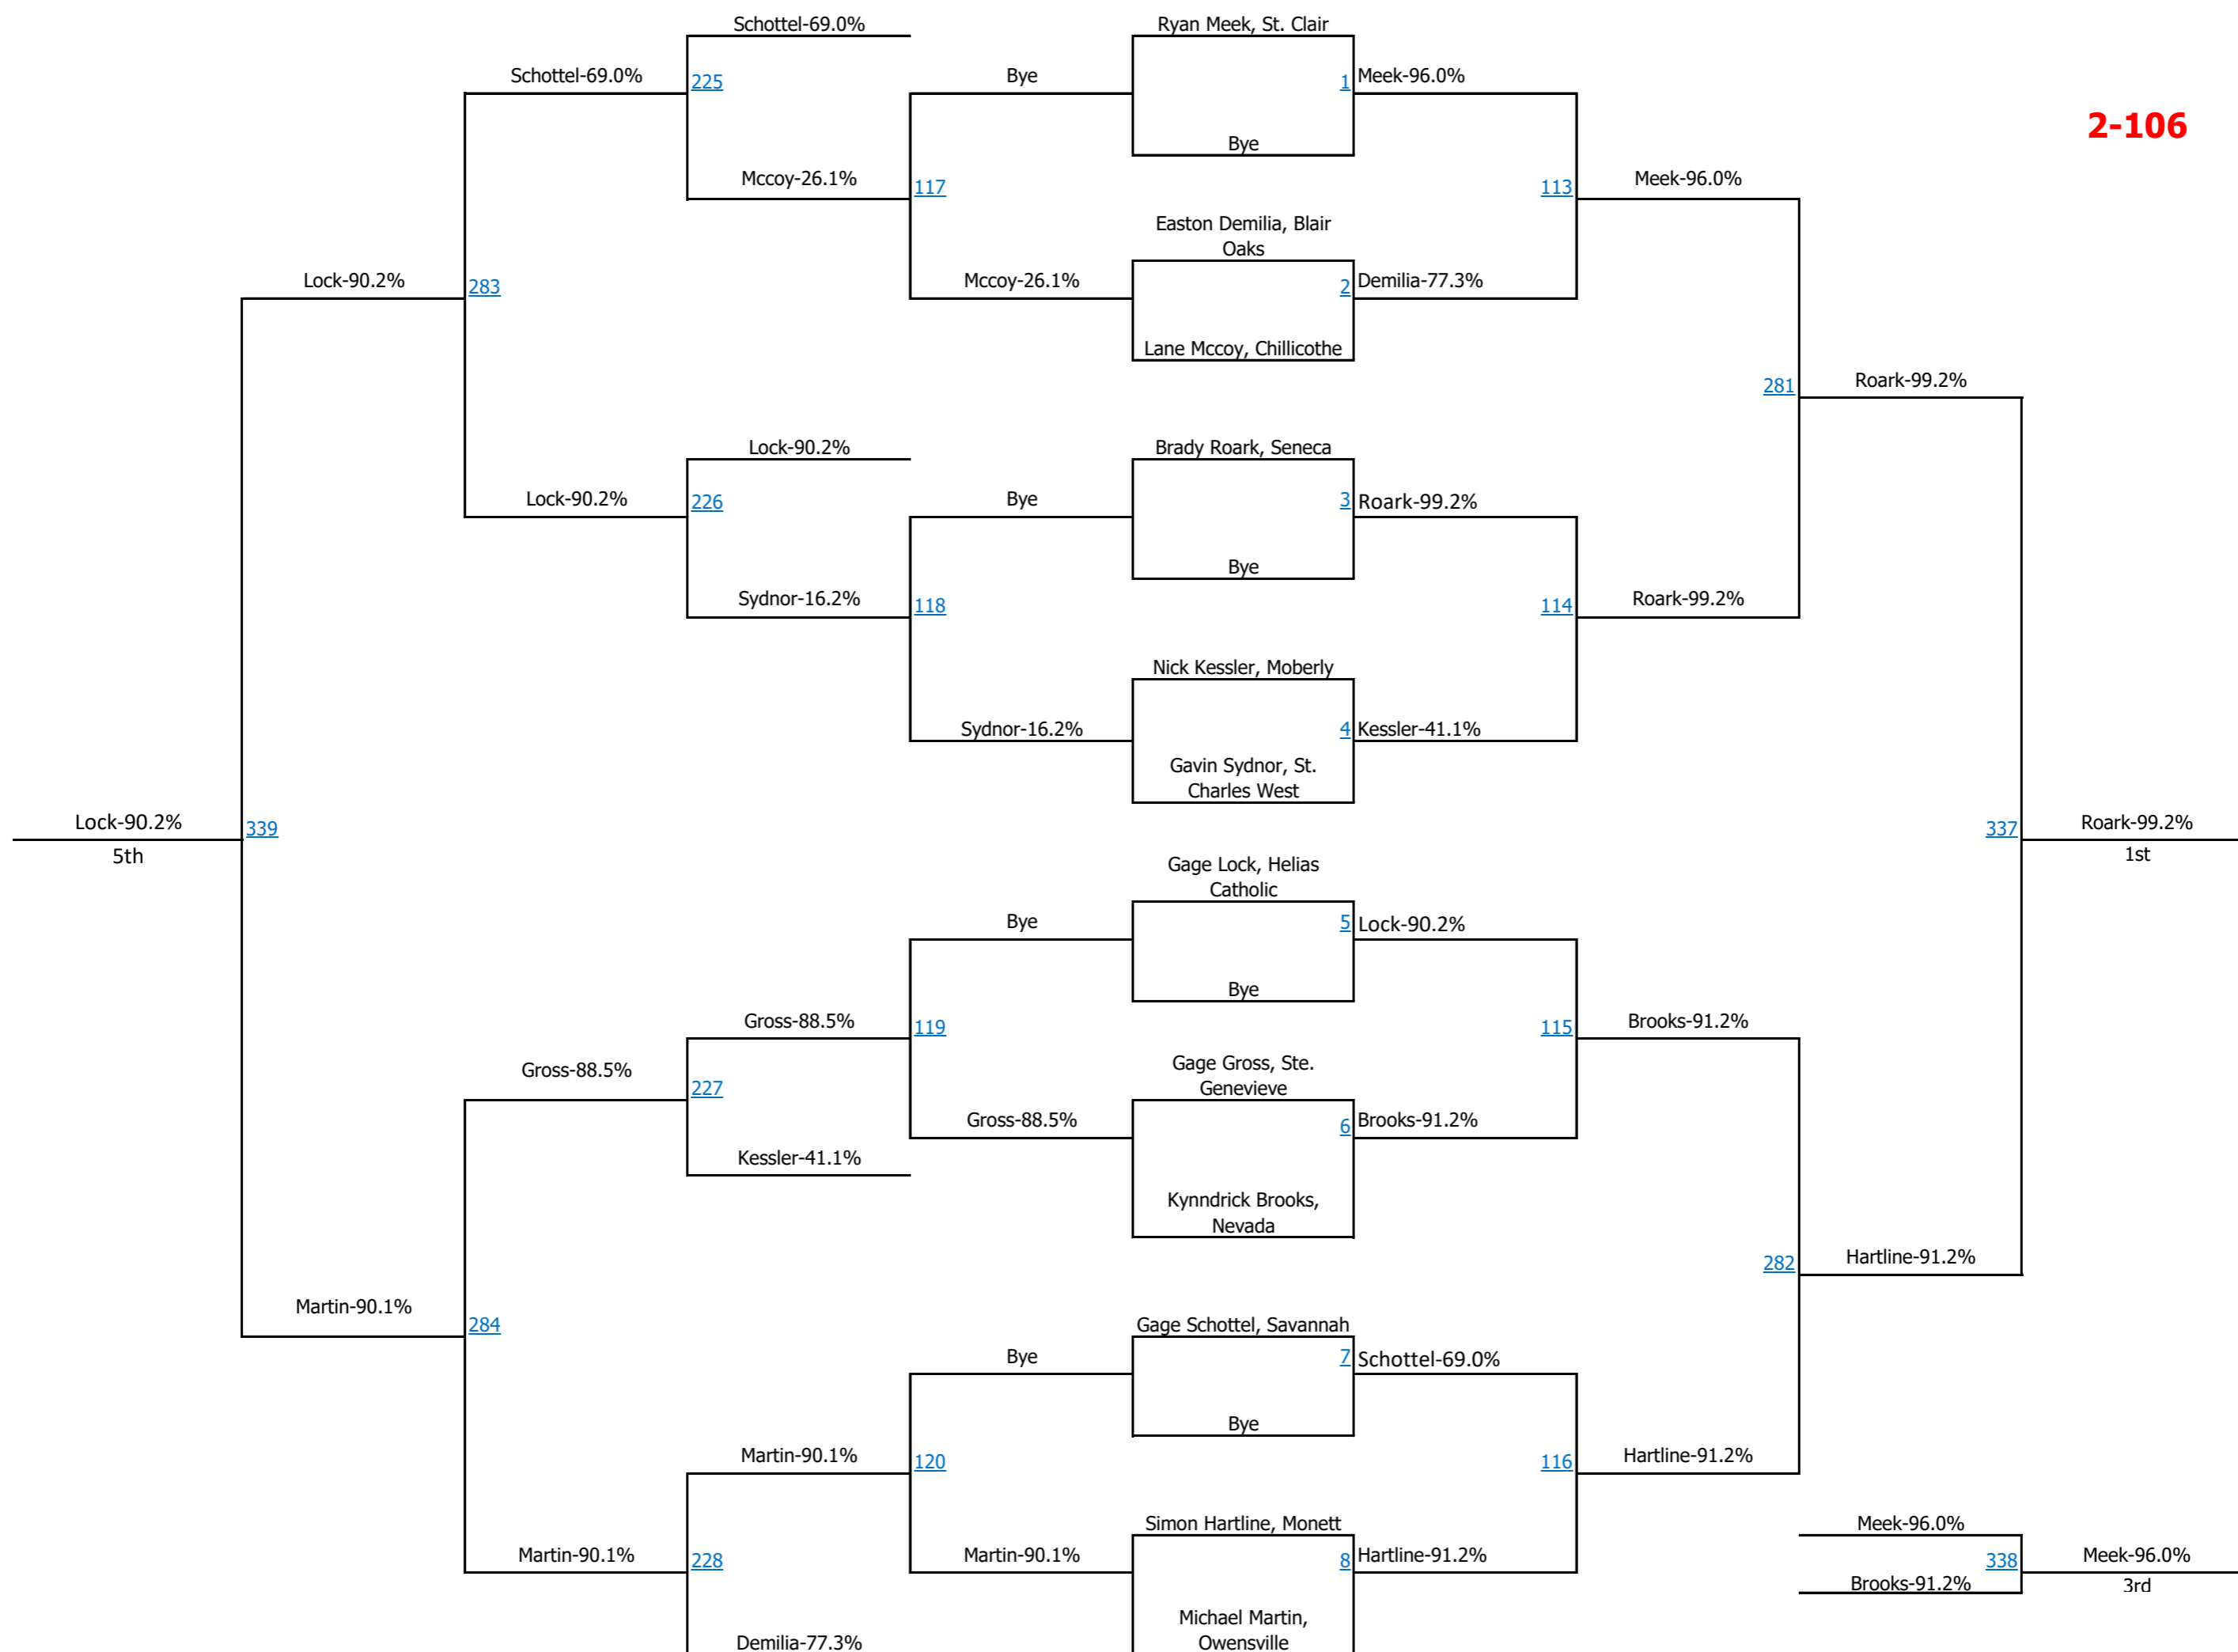 Schottel-69.0%
Ryan Meek, St. Clair
Schottel-69.0%
225
Bye
1
Meek-96.0%
2-106
Bye
Mccoy-26.1%
117
113
Meek-96.0%
Easton Demilia, Blair
Oaks
Lock-90.2%
283
Mccoy-26.1%
2
Demilia-77.3%
Lane Mccoy, Chillicothe
281
Roark-99.2%
Lock-90.2%
Brady Roark, Seneca
Lock-90.2%
226
Bye
3
Roark-99.2%
Bye
Sydnor-16.2%
118
114
Roark-99.2%
Nick Kessler, Moberly
Sydnor-16.2%
4
Kessler-41.1%
Gavin Sydnor, St.
Charles West
Lock-90.2%
339
5th
337
Roark-99.2%
1st
Gage Lock, Helias
Catholic
Bye
5
Lock-90.2%
Bye
Gross-88.5%
119
115
Brooks-91.2%
Gage Gross, Ste.
Genevieve
Gross-88.5%
227
Gross-88.5%
6
Brooks-91.2%
Kessler-41.1%
Kynndrick Brooks,
Nevada
282
Hartline-91.2%
Martin-90.1%
284
Gage Schottel, Savannah
Bye
7
Schottel-69.0%
Bye
Martin-90.1%
120
116
Hartline-91.2%
Simon Hartline, Monett
Meek-96.0%
Martin-90.1%
228
Martin-90.1%
8
Hartline-91.2%
338
Meek-96.0%
Brooks-91.2%
3rd
Michael Martin,
Owensville
Demilia-77.3%